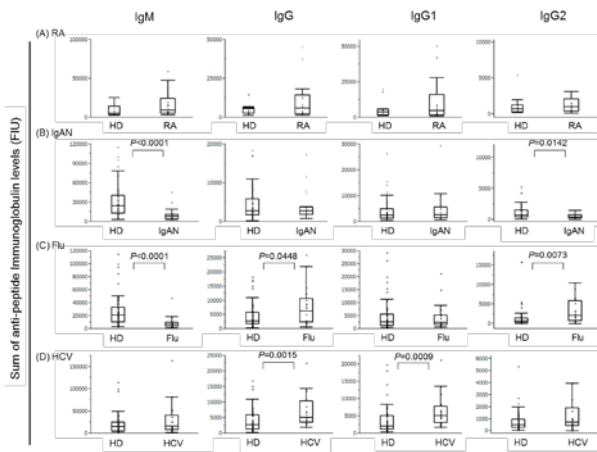 IgM IgG IgG1 IgG2
(A) RA
100000 50000 50000 10000
50000 25000 25000 5000
0 0 0 0
HD RA HD RA HD RA HD RA
(B) IgAN
P<0.0001 P=0.0142
120000 20000 30000 10000
100000
80000 20000
60000 10000 5000
40000 10000
20000
0 0 0 0
HD IgAN HD IgAN HD IgAN HD IgAN
(C) Flu
P<0.0001 P=0.0448 P=0.0073
120000 25000 30000 15000
100000 25000
80000 20000 20000
60000 15000 15000 10000
40000 10000 10000 5000
20000 5000 5000
0 0 0 0
HD Flu HD Flu HD Flu HD Flu
(D) HCV
P=0.0015 P=0.0009
150000 25000 25000 6000
20000 20000 5000
100000 15000 15000 4000
3000
50000 10000 10000 2000
5000 5000 1000
0 0 0 0
HD HCV HD HCV HD HCV HD HCV
Sum of anti-peptide Immunoglobulin levels (FIU)